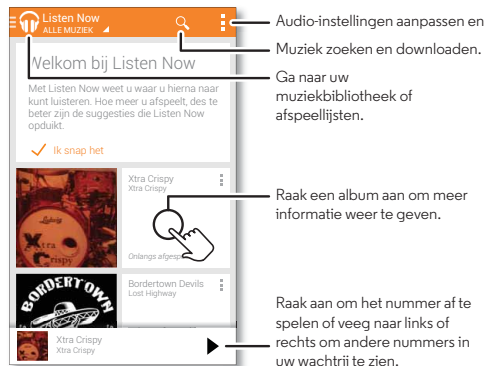 Listen Now
ALLE MUZIEK
Welkom bij Listen Now
Met Listen Now weet u waar u hierna naar
kunt luisteren. Hoe meer u afspeelt, des te
beter zijn de suggesties die Listen Now
opduikt.
Ik snap het
Xtra Crispy
Xtra Crispy
Ludwig
Xtra
Crispy
Onlangs afgesp
BORDERTOWN
Bordertown Devils
Lost Highway
Xtra Crispy
Xtra Crispy
Audio-instellingen aanpassen en
Muziek zoeken en downloaden.
Ga naar uw
muziekbibliotheek of
afspeellijsten.
Raak een album aan om meer
informatie weer te geven.
Raak aan om het nummer af te
spelen of veeg naar links of
rechts om andere nummers in
uw wachtrij te zien.